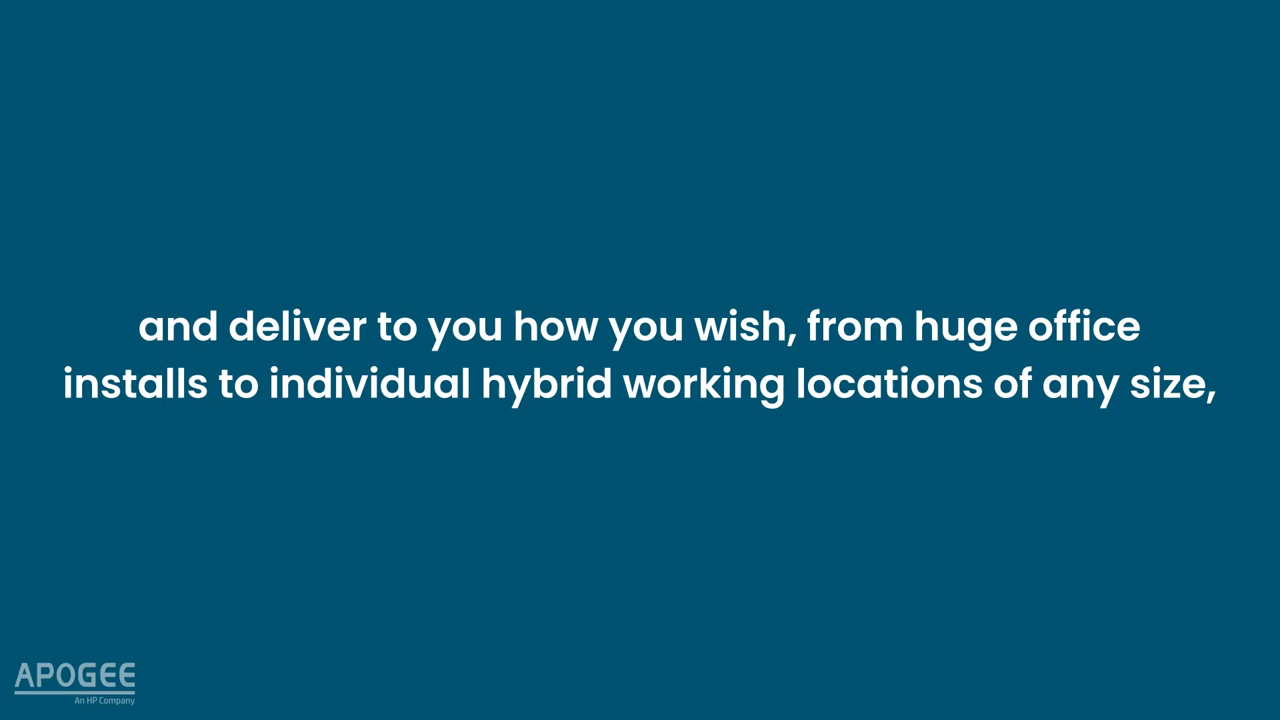 and deliver to you how you wish, from huge office
installs to individual hybrid working locations of any size,
APOGEE
An HP Company